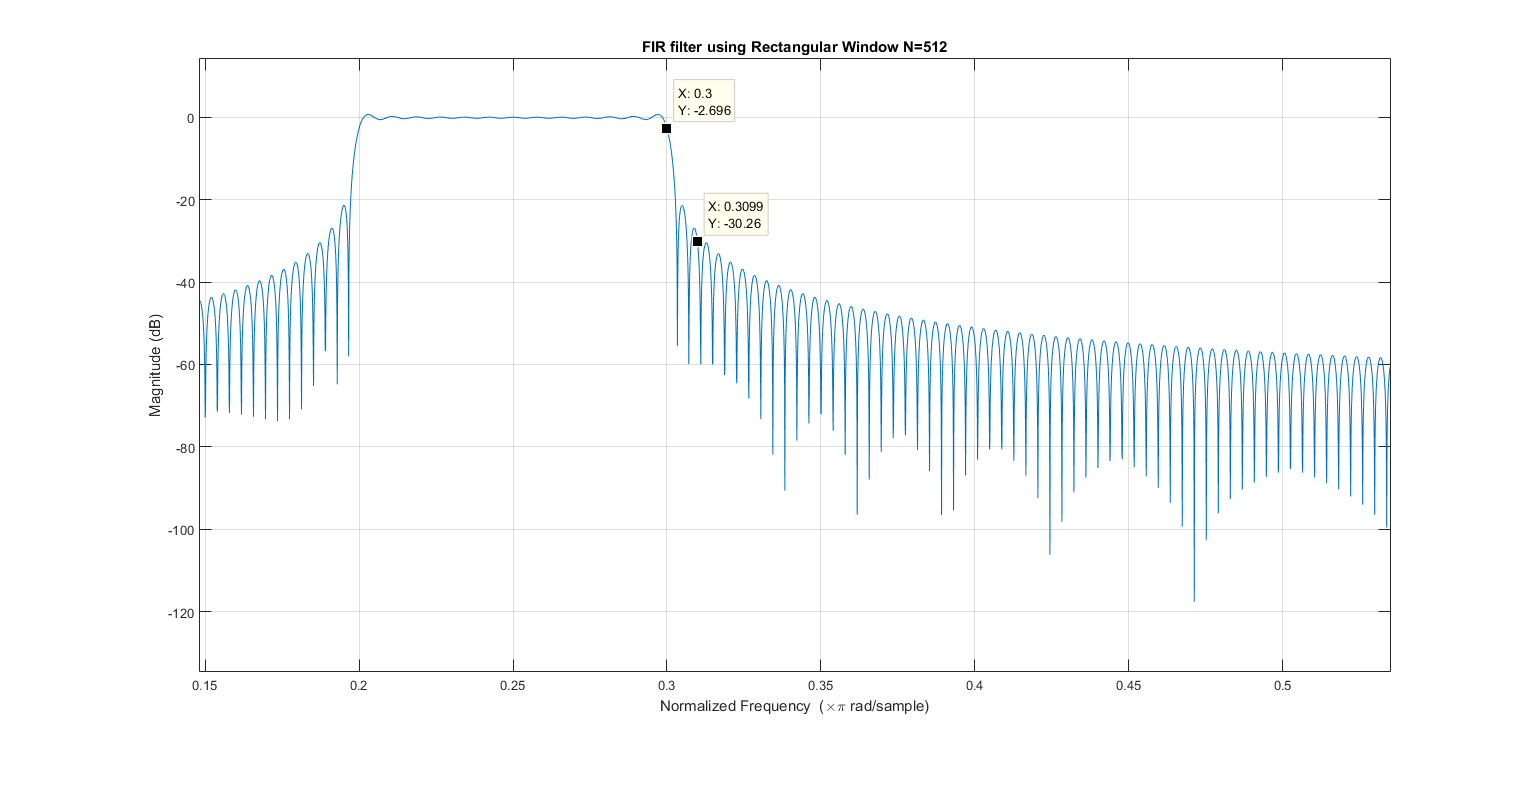 FIR filter using Rectangular Window N=512
X: 0.3
Y: -2.696
X: 0.3099
Y: -30.26
Magnitude (dB)
0
-20
-40
-60
-80
-100
-120
0.15 0.2 0.25 0.3 0.35 0.4 0.45 0.5
Normalized Frequency (×π rad/sample)